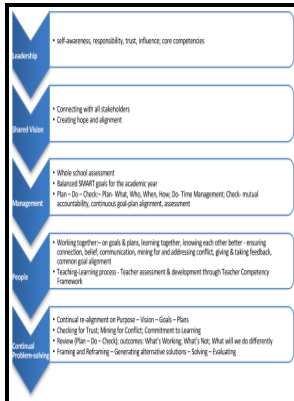 Leadership
• self-awareness, responsibility, trust, influence; core competencies
Shared Vision
• Connecting with all stakeholders
• Creating hope and alignment
Management
• Whole school assessment
• Balanced SMART goals for the academic year
• Plan – Do – Check:– Plan- What, Who, When, How; Do- Time Management; Check- mutual
accountability, continuous goal-plan alignment, assessment
People
• Working together:- on goals & plans, learning together, knowing each other better - ensuring
connection, belief, communication, mining for and addressing conflict, giving & taking feedback,
common goal alignment
• Teaching-Learning process - Teacher assessment & development through Teacher Competency
Framework
Continual
Problem-solving
• Continual re-alignment on Purpose – Vision – Goals – Plans
• Checking for Trust; Mining for Conflict; Commitment to Learning
• Review (Plan – Do – Check); outcomes: What's Working; What's Not; What will we do differently
• Framing and Reframing – Generating alternative solutions – Solving – Evaluating